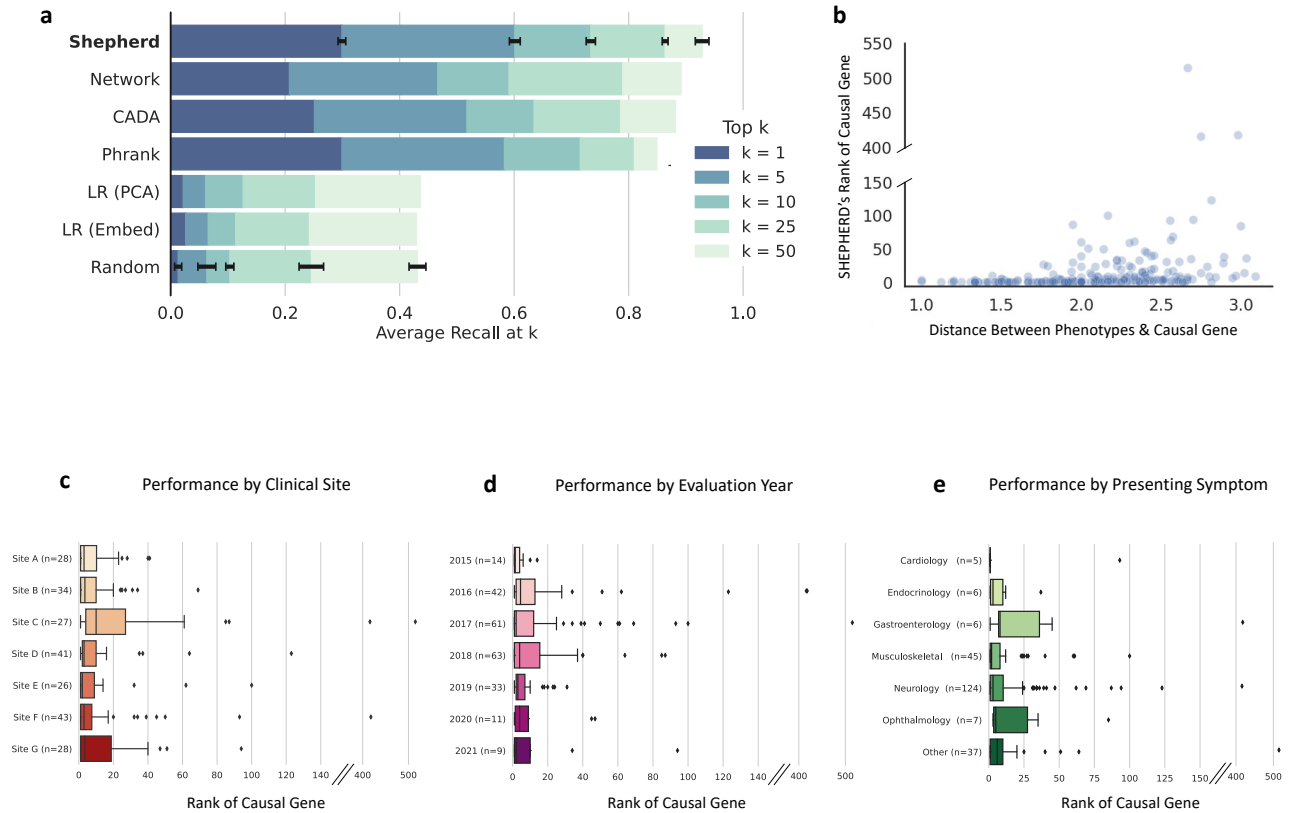 a
Shepherd
Network
CADA
Phrank
LR (PCA)
LR (Embed)
Random
0.0 0.2 0.4 0.6 0.8 1.0
Average Recall at k
Top k
k = 1
k = 5
k = 10
k = 25
k = 50
b
550
500
450
400
150
100
50
0
SHEPHERD's Rank of Causal Gene
1.0 1.5 2.0 2.5 3.0
Distance Between Phenotypes & Causal Gene
c Performance by Clinical Site
Site A (n=28)
Site B (n=34)
Site C (n=27)
Site D (n=41)
Site E (n=26)
Site F (n=43)
Site G (n=28)
0 20 40 60 80 100 120 140 400 500
Rank of Causal Gene
d Performance by Evaluation Year
2015 (n=14)
2016 (n=42)
2017 (n=61)
2018 (n=63)
2019 (n=33)
2020 (n=11)
2021 (n=9)
0 20 40 60 80 100 120 140 400 500
Rank of Causal Gene
e Performance by Presenting Symptom
Cardiology (n=5)
Endocrinology (n=6)
Gastroenterology (n=6)
Musculoskeletal (n=45)
Neurology (n=124)
Ophthalmology (n=7)
Other (n=37)
0 25 50 75 100 125 150 400 500
Rank of Causal Gene